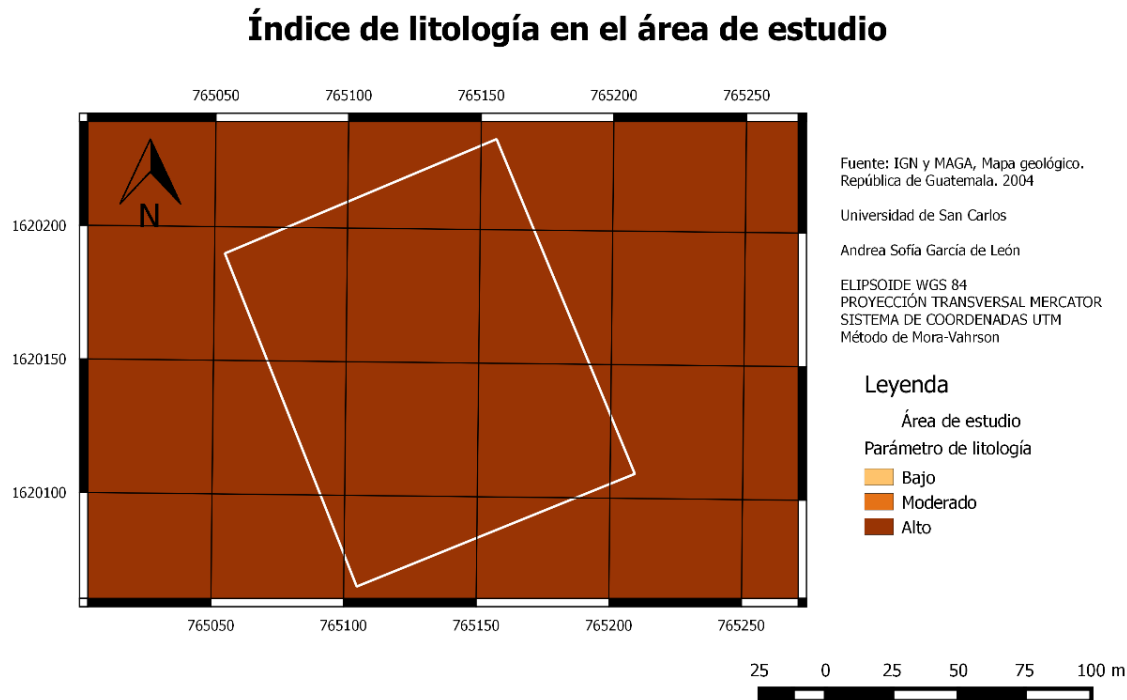 Índice de litología en el área de estudio
765050 765100 765150 765200 765250
N
1620200
1620150
1620100
765050 765100 765150 765200 765250
Fuente: IGN y MAGA, Mapa geológico.
República de Guatemala. 2004
Universidad de San Carlos
Andrea Sofía García de León
ELIPSOIDE WGS 84
PROYECCIÓN TRANSVERSAL MERCATOR
SISTEMA DE COORDENADAS UTM
Método de Mora-Vahrson
Leyenda
Área de estudio
Parámetro de litología
Bajo
Moderado
Alto
25 0 25 50 75 100 m